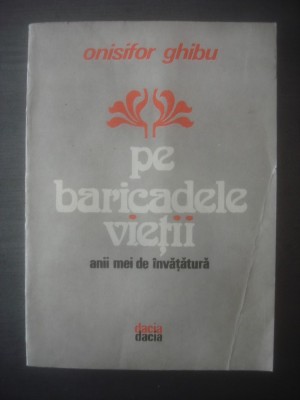 onisifor ghibu
pe
baricadele
vieții
anii mei de învățătură
dacia
dacia